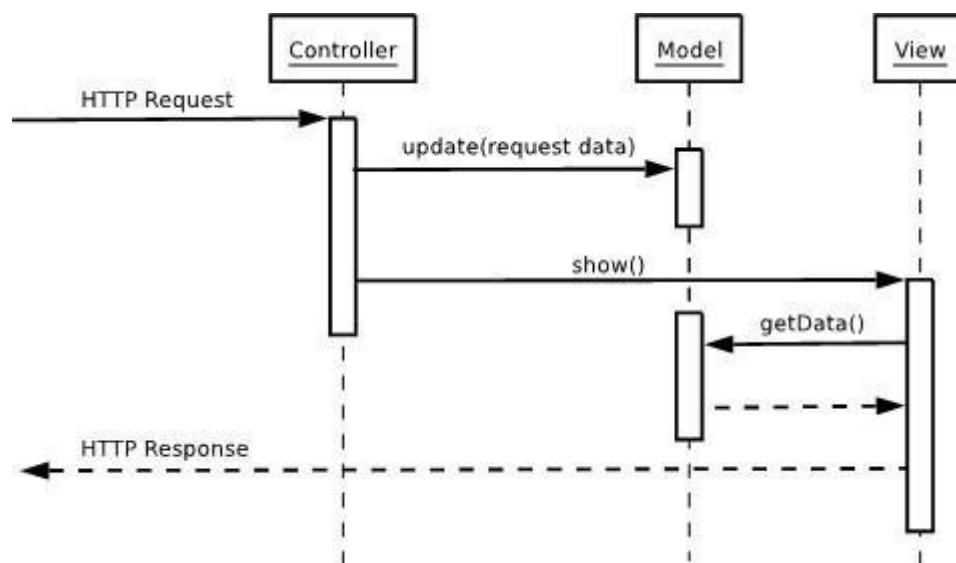 Controller
Model
View
HTTP Request
update(request data)
show()
getData()
HTTP Response